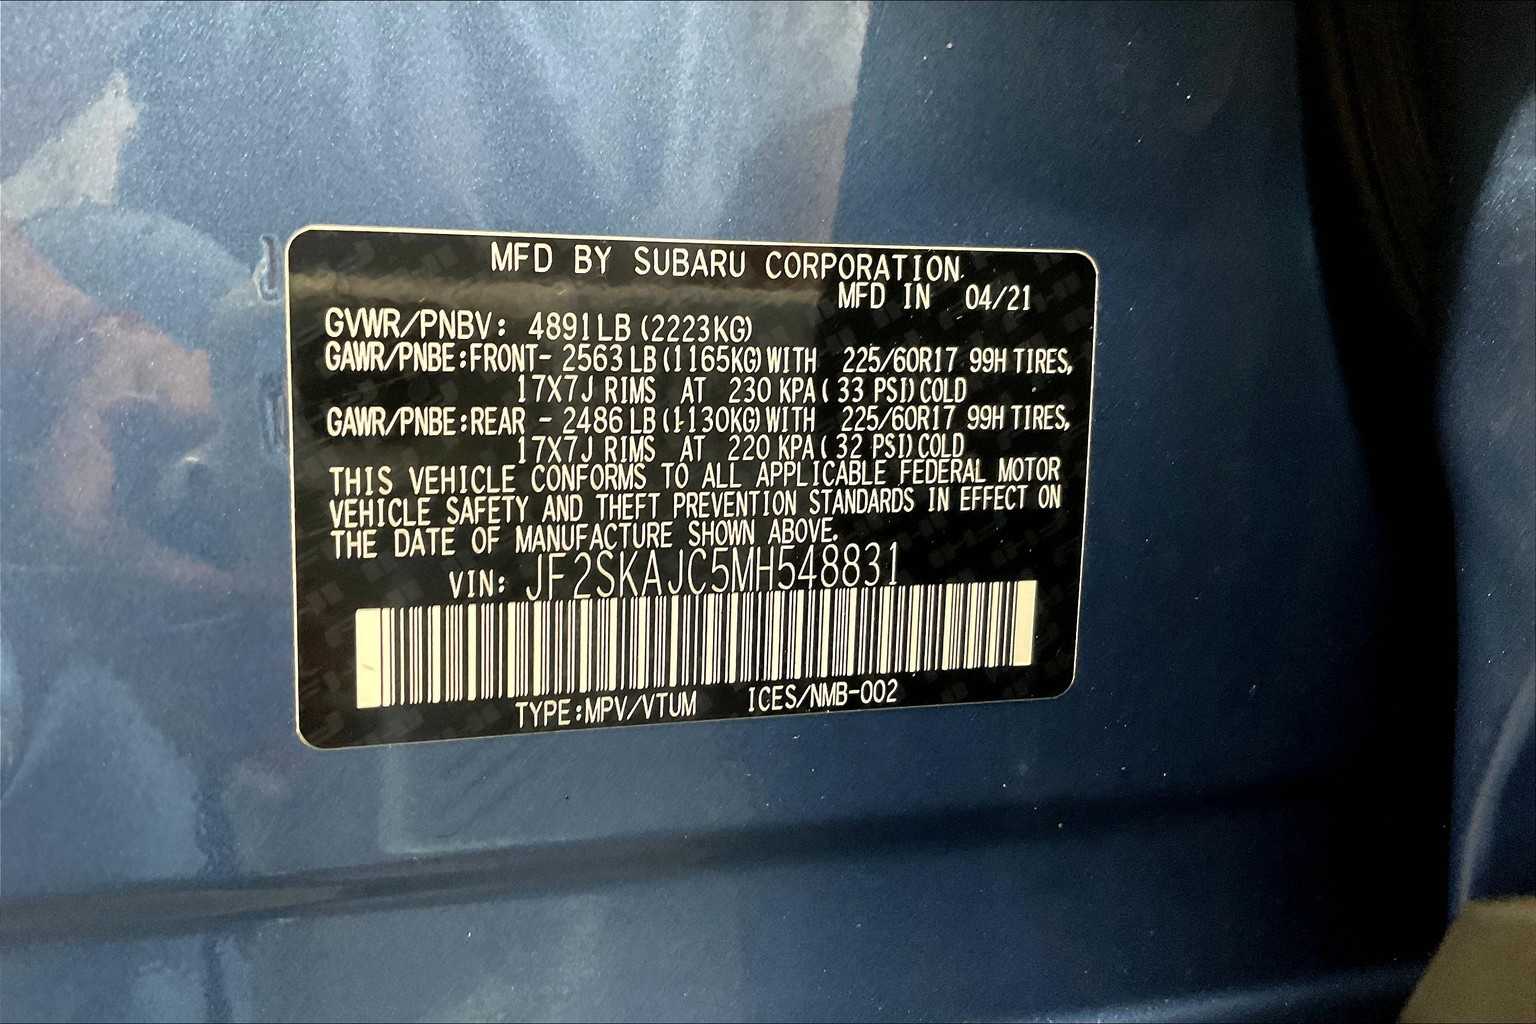 MFD BY SUBARU CORPORATION
MFD IN 04/21
GVWR/PNBV: 4891LB (2223KG)
GAWR/PNBE:FRONT- 2563 LB (1165KG) WITH 225/60R17 99H TIRES,
17X7J RIMS AT 230 KPA ( 33 PSI) COLD
GAWR/PNBE:REAR - 2486 LB (1130KG) WITH 225/60R17 99H TIRES,
17X7J RIMS AT 220 KPA ( 32 PSI) COLD
THIS VEHICLE CONFORMS TO ALL APPLICABLE FEDERAL MOTOR
VEHICLE SAFETY AND THEFT PREVENTION STANDARDS IN EFFECT ON
THE DATE OF MANUFACTURE SHOWN ABOVE.
VIN: JF2SKAJC5MH548831
TYPE:MPV/VTUM ICES/NMB-002